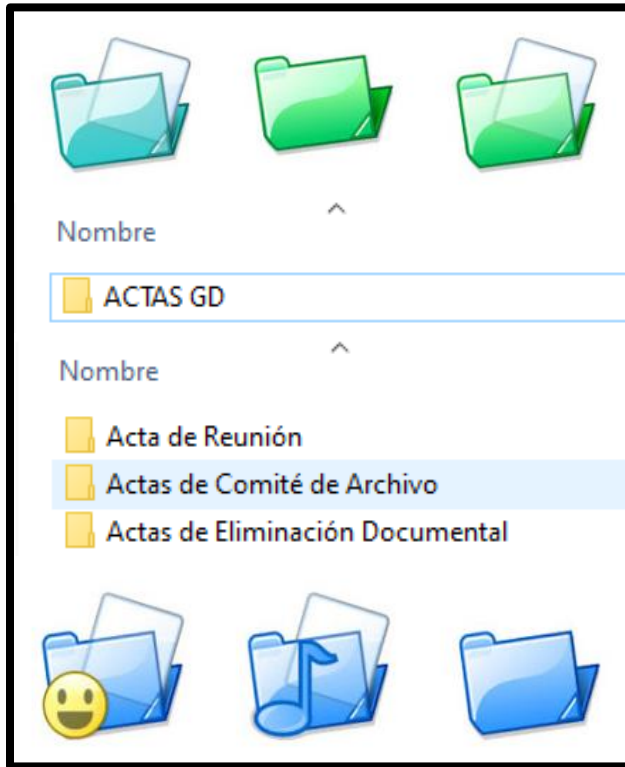 Nombre
ACTAS GD
Nombre
Acta de Reunión
Actas de Comité de Archivo
Actas de Eliminación Documental